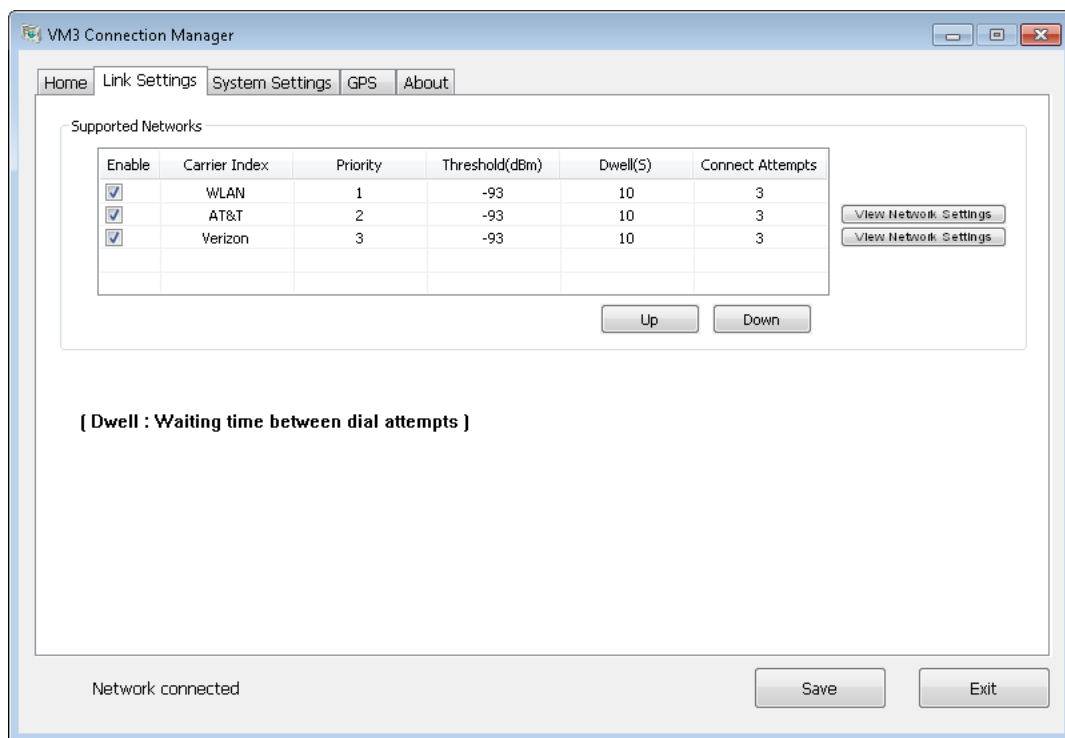 VM3 Connection Manager
Home Link Settings System Settings GPS About
Supported Networks
Enable Carrier Index Priority Threshold(dBm) Dwell(S) Connect Attempts
WLAN 1 -93 10 3
AT&T 2 -93 10 3 View Network Settings
Verizon 3 -93 10 3 View Network Settings
Up Down
( Dwell : Waiting time between dial attempts )
Network connected Save Exit